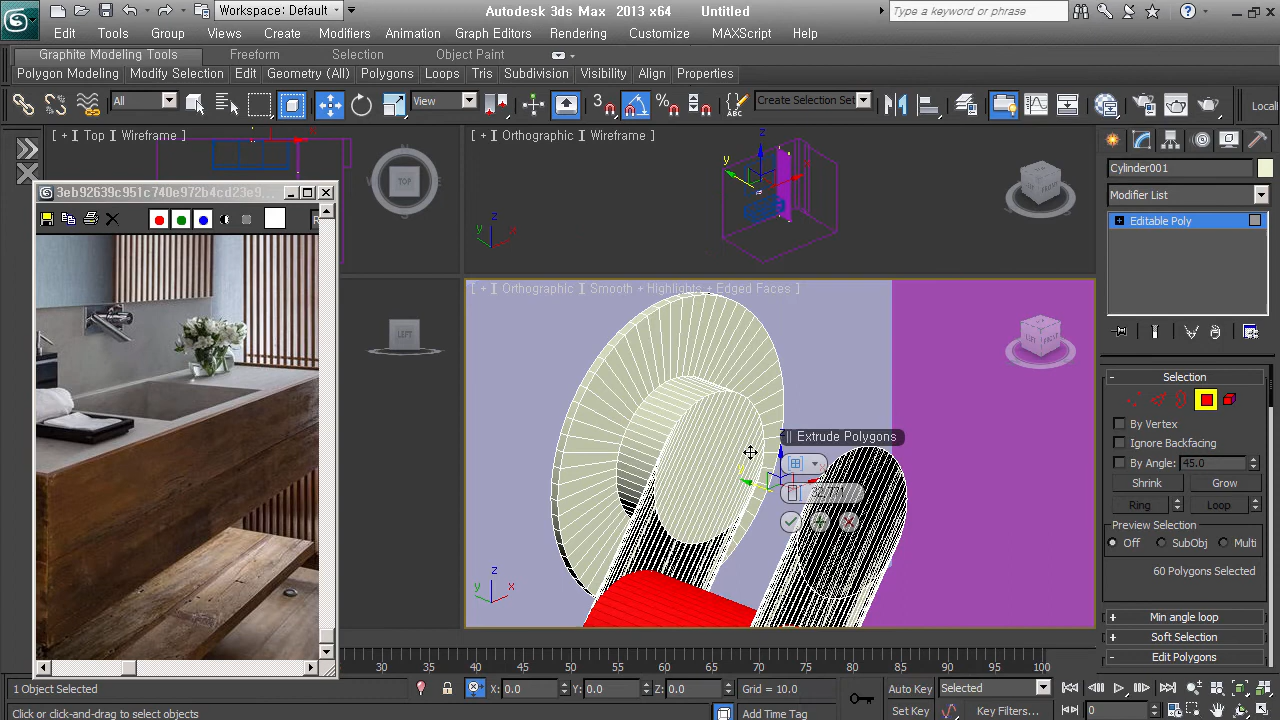 Workspace: Default
Autodesk 3ds Max 2013 x64 Untitled
Type a keyword or phrase
Edit Tools Group Views Create Modifiers Animation Graph Editors Rendering Customize MAXScript Help
Graphite Modeling Tools Freeform Selection Object Paint
Polygon Modeling Modify Selection Edit Geometry (All) Polygons Loops Tris Subdivision Visibility Align Properties
All View 3 ABC Create Selection Set Local
[ + ][ Top ][ Wireframe ]
[ + ][ Orthographic ][ Wireframe ]
TOP
z
y
x
3eb92639c951c740e972b4cd23e9,...
LEFT
[ + ][ Orthographic ][ Smooth + Highlights + Edged Faces ]
Extrude Polygons
z
y
x
Cylinder001
Modifier List
Editable Poly
Selection
By Vertex
Ignore Backfacing
By Angle: 45.0
Shrink Grow
Ring Loop
Preview Selection
Off SubObj Multi
60 Polygons Selected
Min angle loop
Soft Selection
Edit Polygons
30 35 40 45 50 55 60 65 70 75 80 85 90 95 100
1 Object Selected X: 0.0 Y: 0.0 Z: 0.0 Grid = 10.0 Auto Key Selected
Click or click-and-drag to select objects Add Time Tag Set Key Key Filters... 0